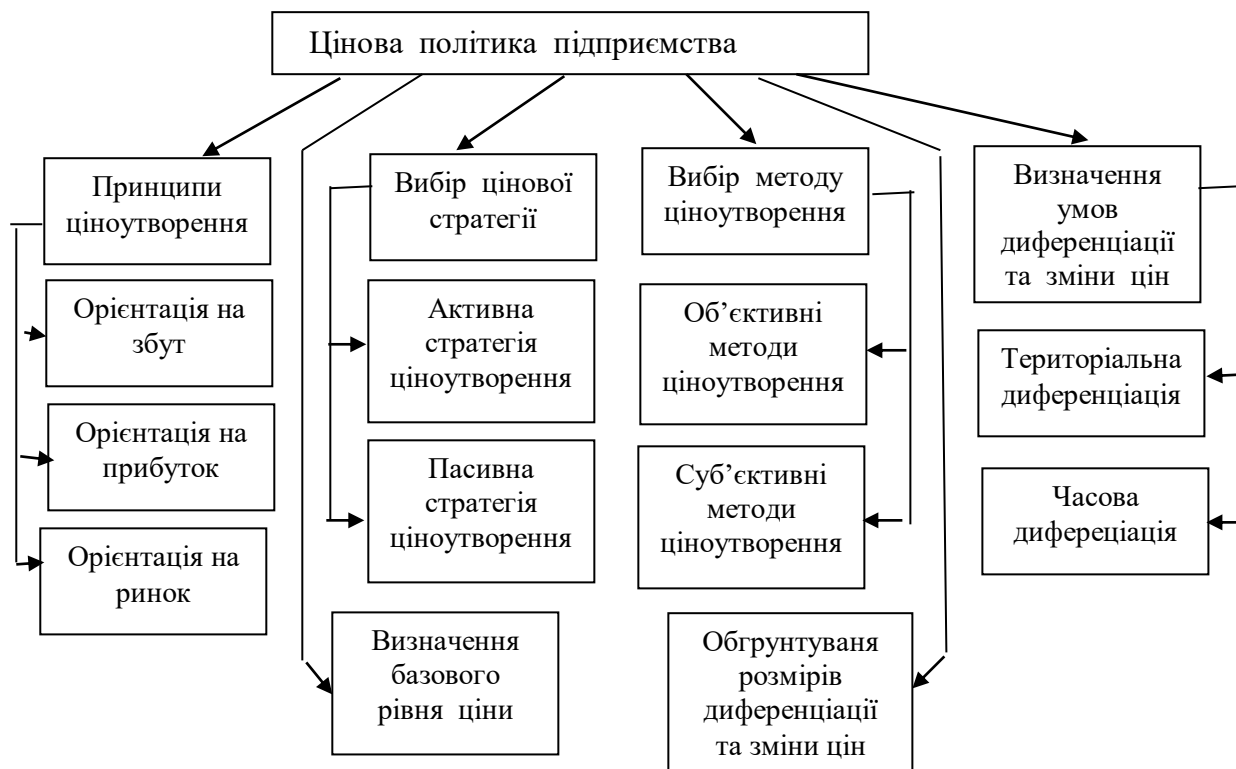 Цінова політика підприємства
Принципи
ціноутворення
Вибір цінової
стратегії
Вибір методу
ціноутворення
Визначення
умов
диференціації
та зміни цін
Орієнтація на
збут
Активна
стратегія
ціноутворення
Об’єктивні
методи
ціноутворення
Територіальна
диференціація
Орієнтація на
прибуток
Пасивна
стратегія
ціноутворення
Суб’єктивні
методи
ціноутворення
Часова
дифереціація
Орієнтація на
ринок
Визначення
базового
рівня ціни
Обгрунтуваня
розмірів
диференціації
та зміни цін